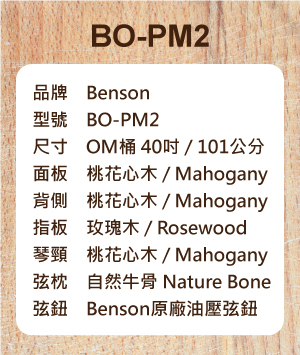 BO-PM2
品牌 Benson
型號 BO-PM2
尺寸 OM桶 40吋 / 101公分
面板 桃花心木 / Mahogany
背側 桃花心木 / Mahogany
指板 玫瑰木 / Rosewood
琴頸 桃花心木 / Mahogany
弦枕 自然牛骨 Nature Bone
弦鈕 Benson原廠油壓弦鈕